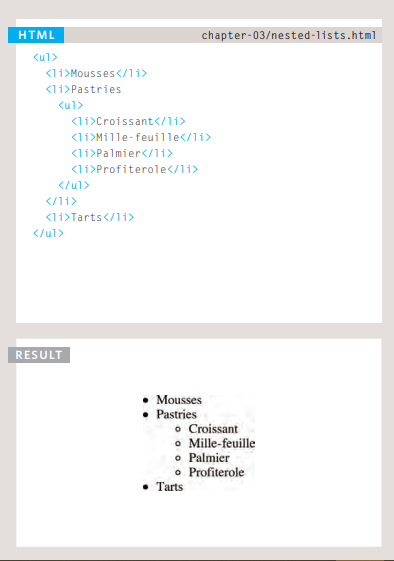 HTML chapter-03/nested-lists.html
<ul>
<li>Mousses</li>
<li>Pastries
<ul>
<li>Croissant</li>
<li>Mille-feuille</li>
<li>Palmier</li>
<li>Profiterole</li>
</ul>
</li>
<li>Tarts</li>
</ul>
RESULT
• Mousses
• Pastries
◦ Croissant
◦ Mille-feuille
◦ Palmier
◦ Profiterole
• Tarts